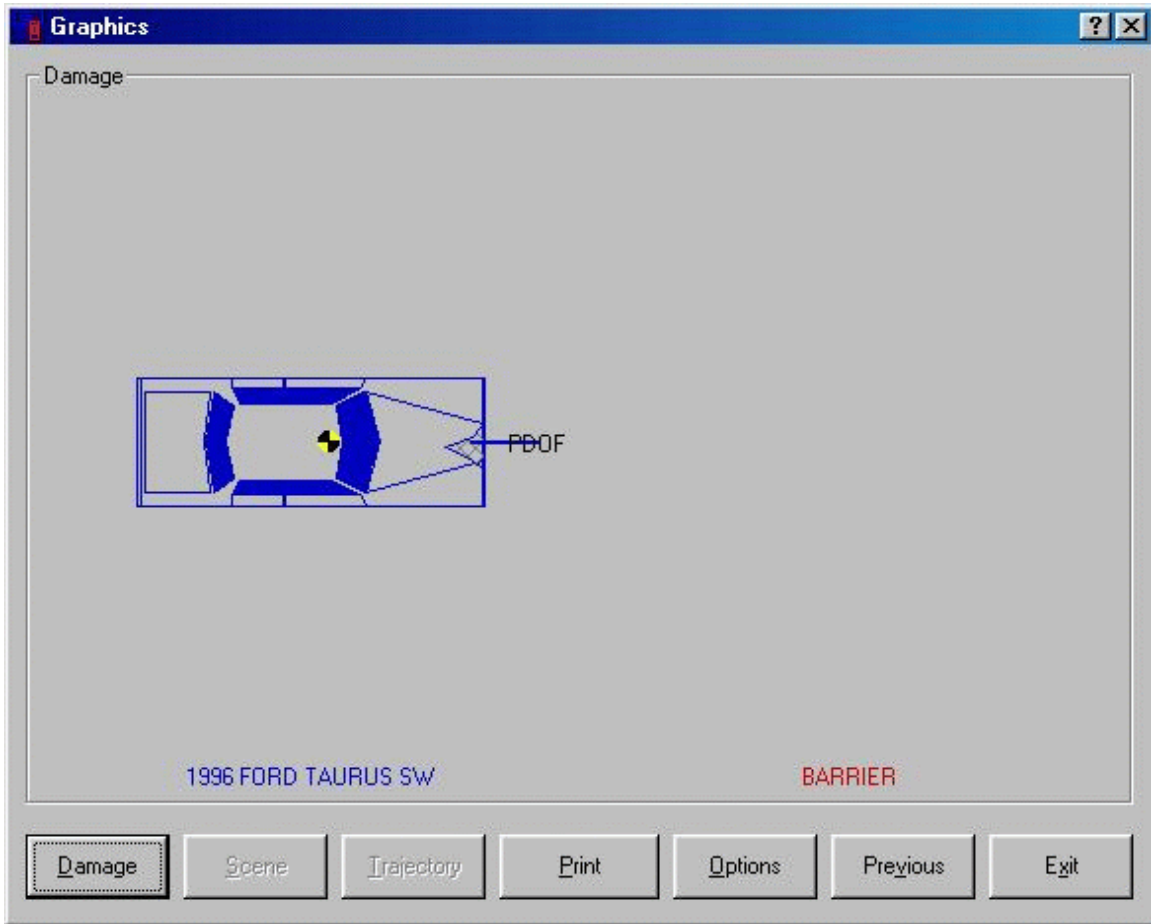 Graphics
Damage
PDOF
1996 FORD TAURUS SW
BARRIER
Damage
Scene
Trajectory
Print
Options
Previous
Exit